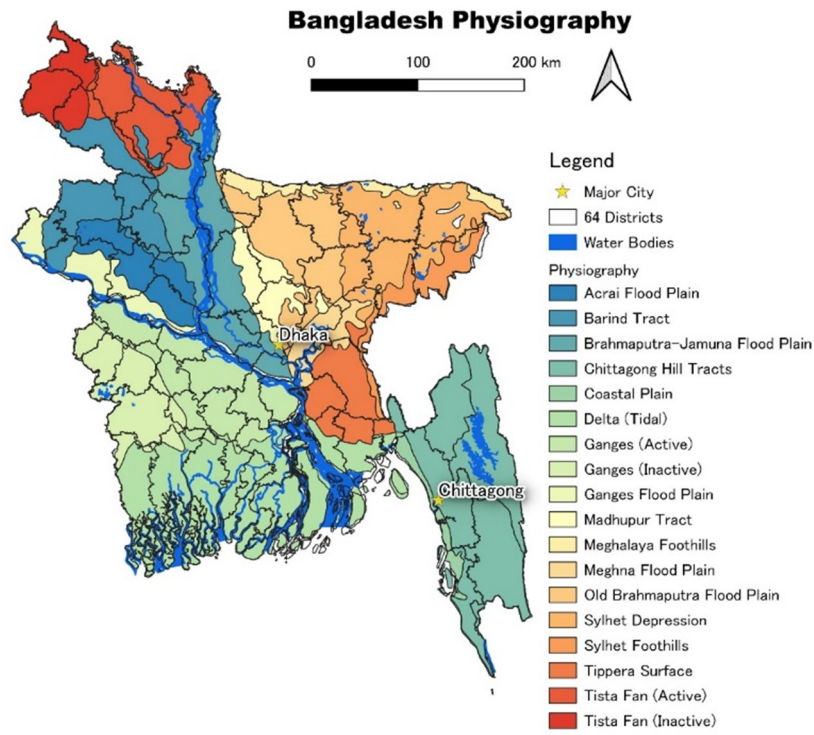 Bangladesh Physiography
0 100 200 km
Legend
Major City
64 Districts
Water Bodies
Physiography
Acrai Flood Plain
Barind Tract
Brahmaputra-Jamuna Flood Plain
Chittagong Hill Tracts
Coastal Plain
Delta (Tidal)
Ganges (Active)
Ganges (Inactive)
Ganges Flood Plain
Madhupur Tract
Meghalaya Foothills
Meghna Flood Plain
Old Brahmaputra Flood Plain
Sylhet Depression
Sylhet Foothills
Tippera Surface
Tista Fan (Active)
Tista Fan (Inactive)
Dhaka
Chittagong